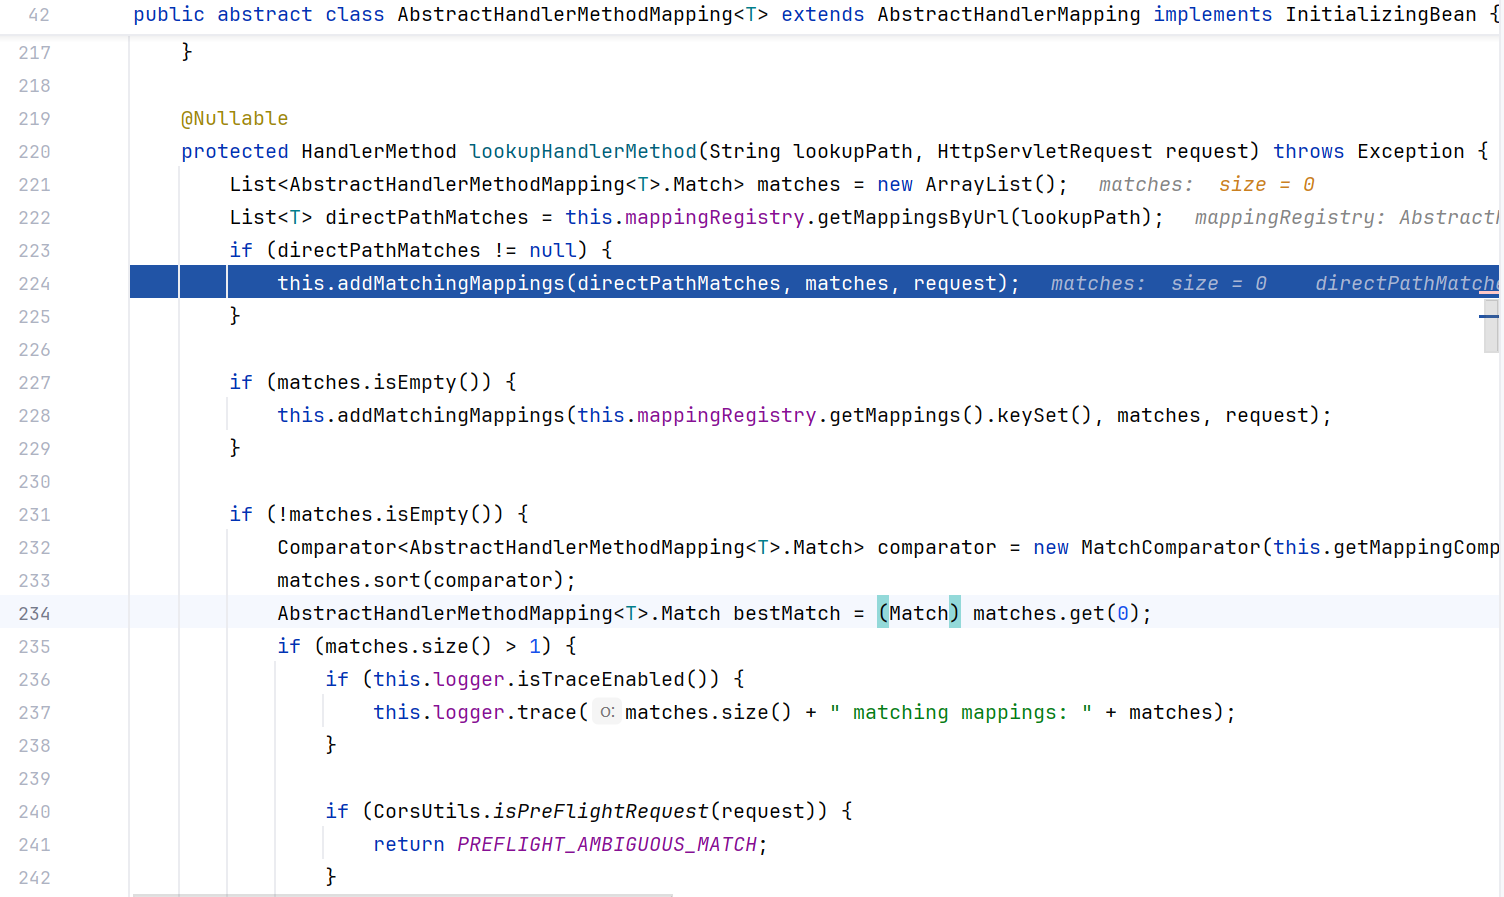 42 public abstract class AbstractHandlerMethodMapping<T> extends AbstractHandlerMapping implements InitializingBean {
217 }
218
219 @Nullable
220 protected HandlerMethod lookupHandlerMethod(String lookupPath, HttpServletRequest request) throws Exception {
221 List<AbstractHandlerMethodMapping<T>.Match> matches = new ArrayList(); matches: size = 0
222 List<T> directPathMatches = this.mappingRegistry.getMappingsByUrl(lookupPath); mappingRegistry: Abstract
223 if (directPathMatches != null) {
224 this.addMatchingMappings(directPathMatches, matches, request); matches: size = 0 directPathMatche
225 }
226
227 if (matches.isEmpty()) {
228 this.addMatchingMappings(this.mappingRegistry.getMappings().keySet(), matches, request);
229 }
230
231 if (!matches.isEmpty()) {
232 Comparator<AbstractHandlerMethodMapping<T>.Match> comparator = new MatchComparator(this.getMappingComp
233 matches.sort(comparator);
234 AbstractHandlerMethodMapping<T>.Match bestMatch = (Match) matches.get(0);
235 if (matches.size() > 1) {
236 if (this.logger.isTraceEnabled()) {
237 this.logger.trace( o: matches.size() + " matching mappings: " + matches);
238 }
239
240 if (CorsUtils.isPreFlightRequest(request)) {
241 return PREFLIGHT_AMBIGUOUS_MATCH;
242 }